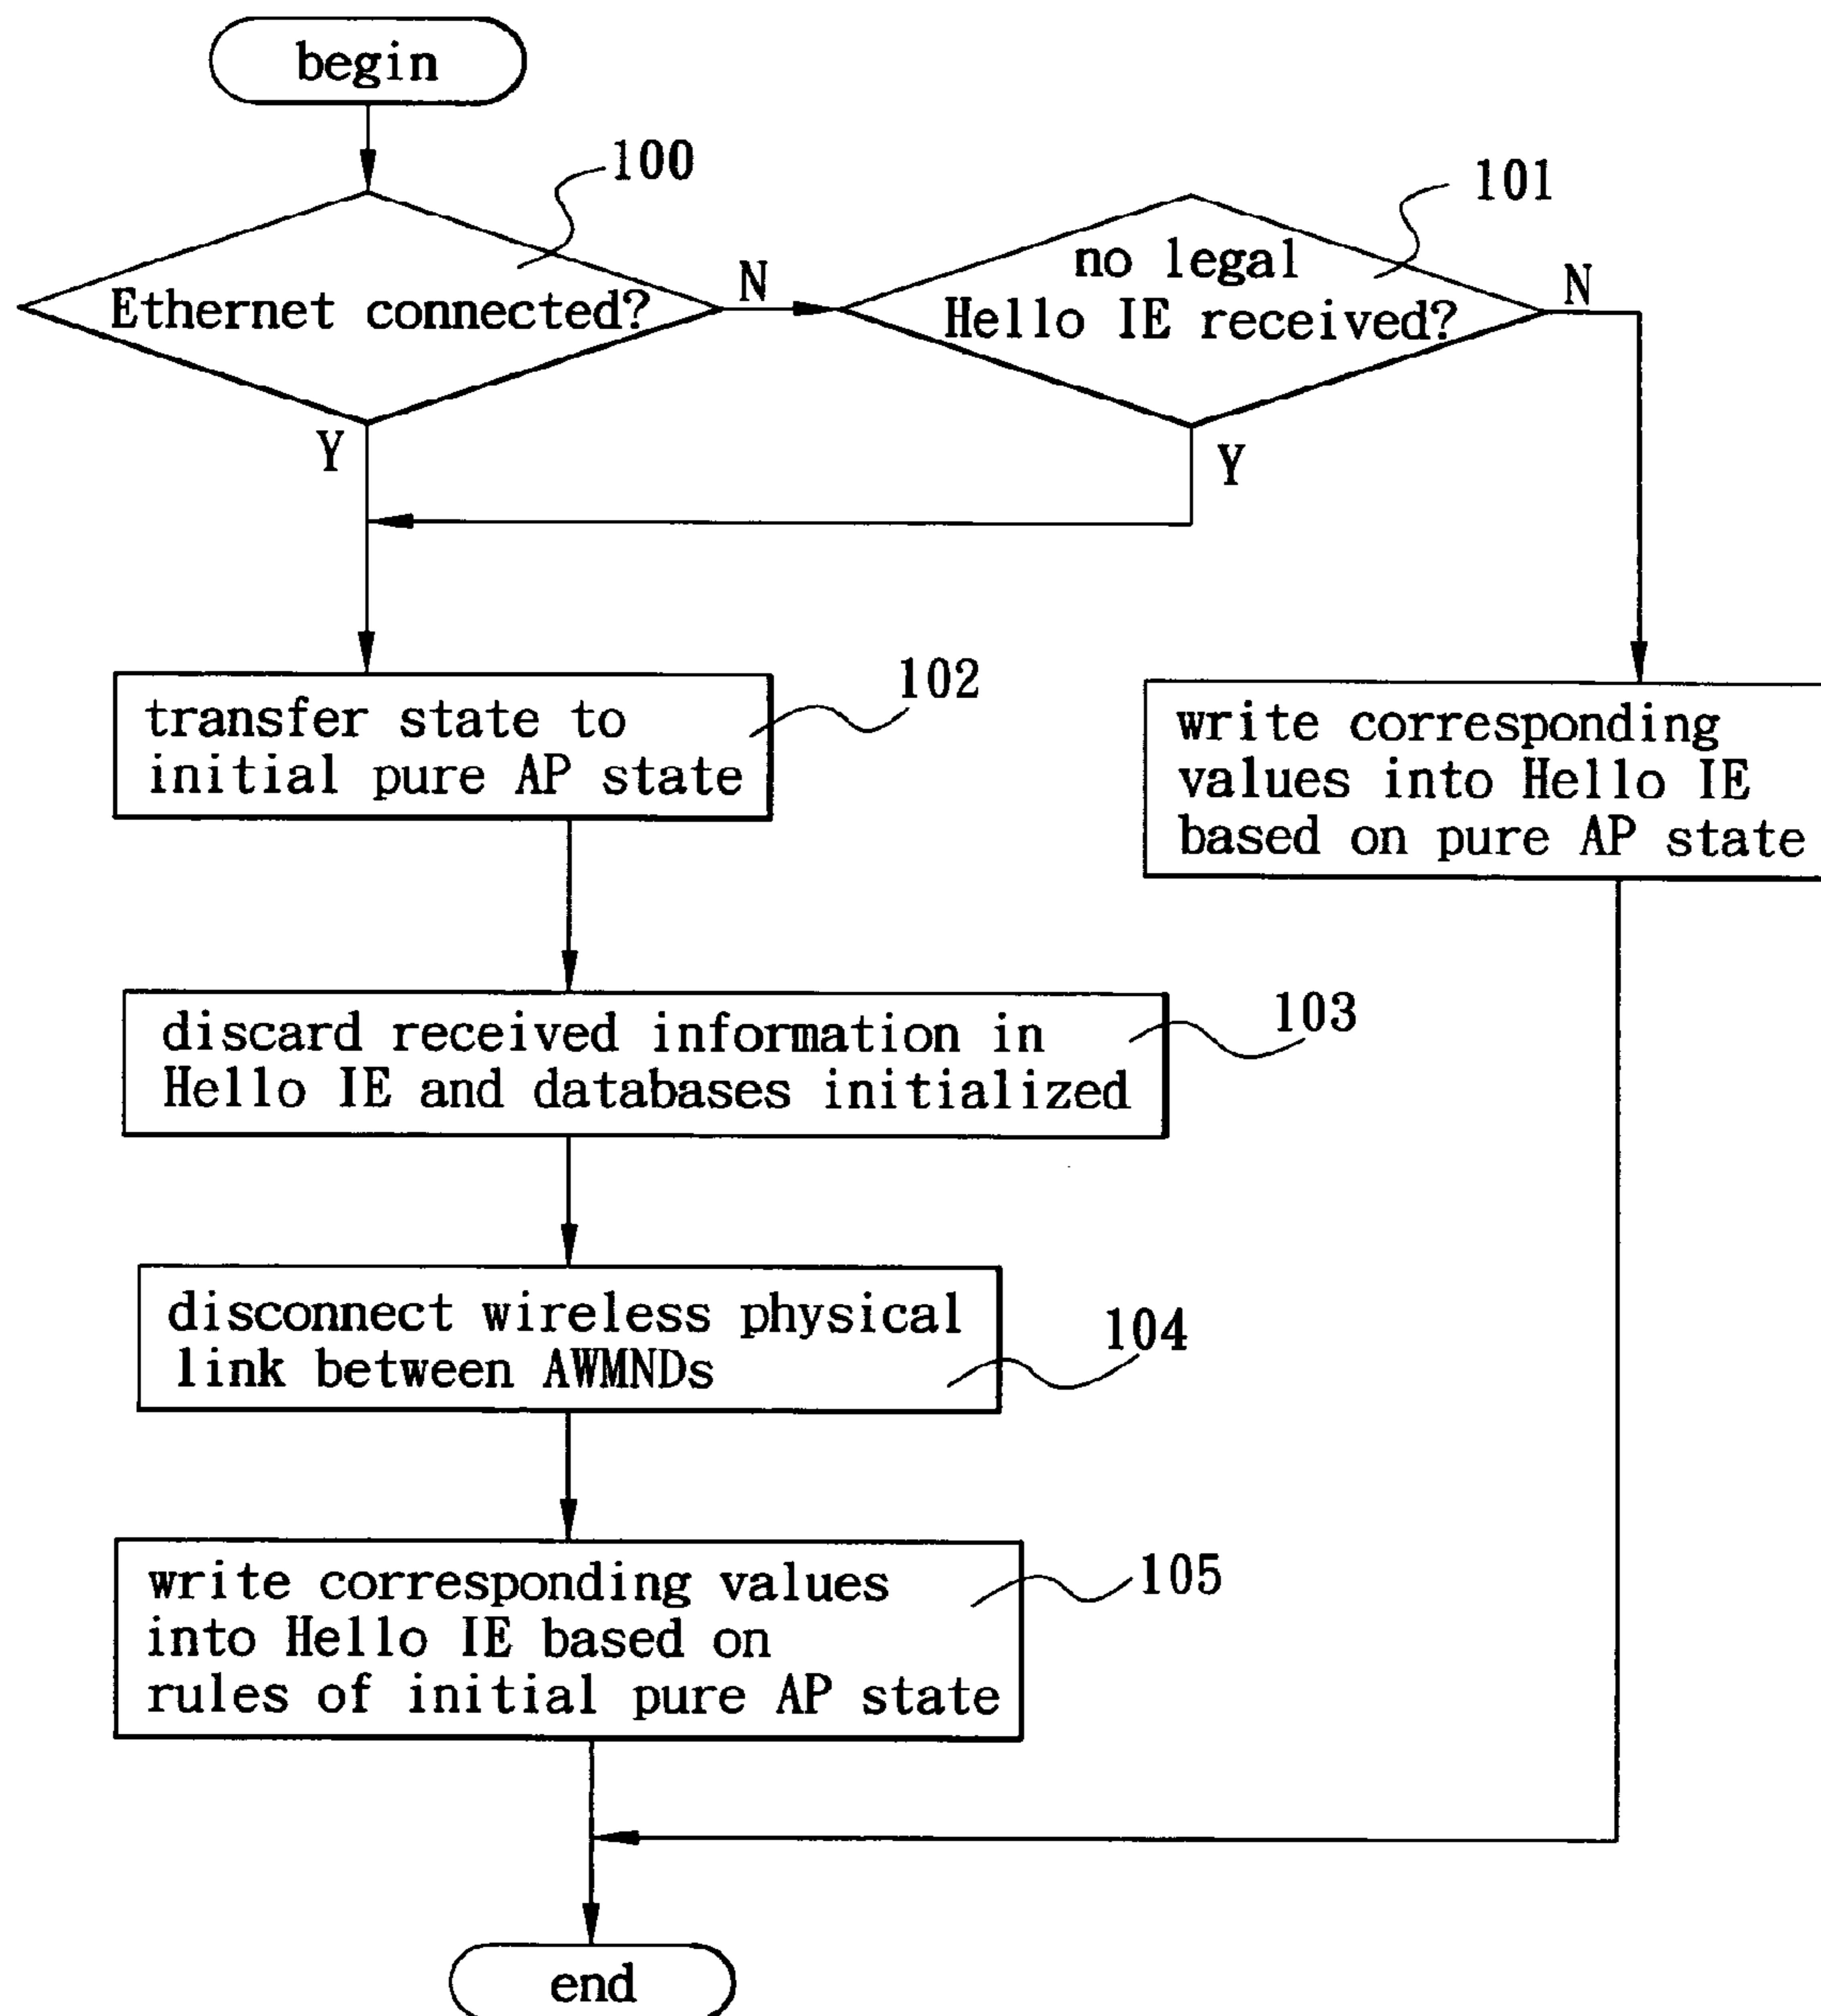 begin
100
101
Ethernet connected?
N
no legal
Hello IE received?
N
Y
Y
transfer state to
initial pure AP state
102
write corresponding
values into Hello IE
based on pure AP state
discard received information in
Hello IE and databases initialized
103
disconnect wireless physical
link between AWMNDs
104
write corresponding values
into Hello IE based on
rules of initial pure AP state
105
end